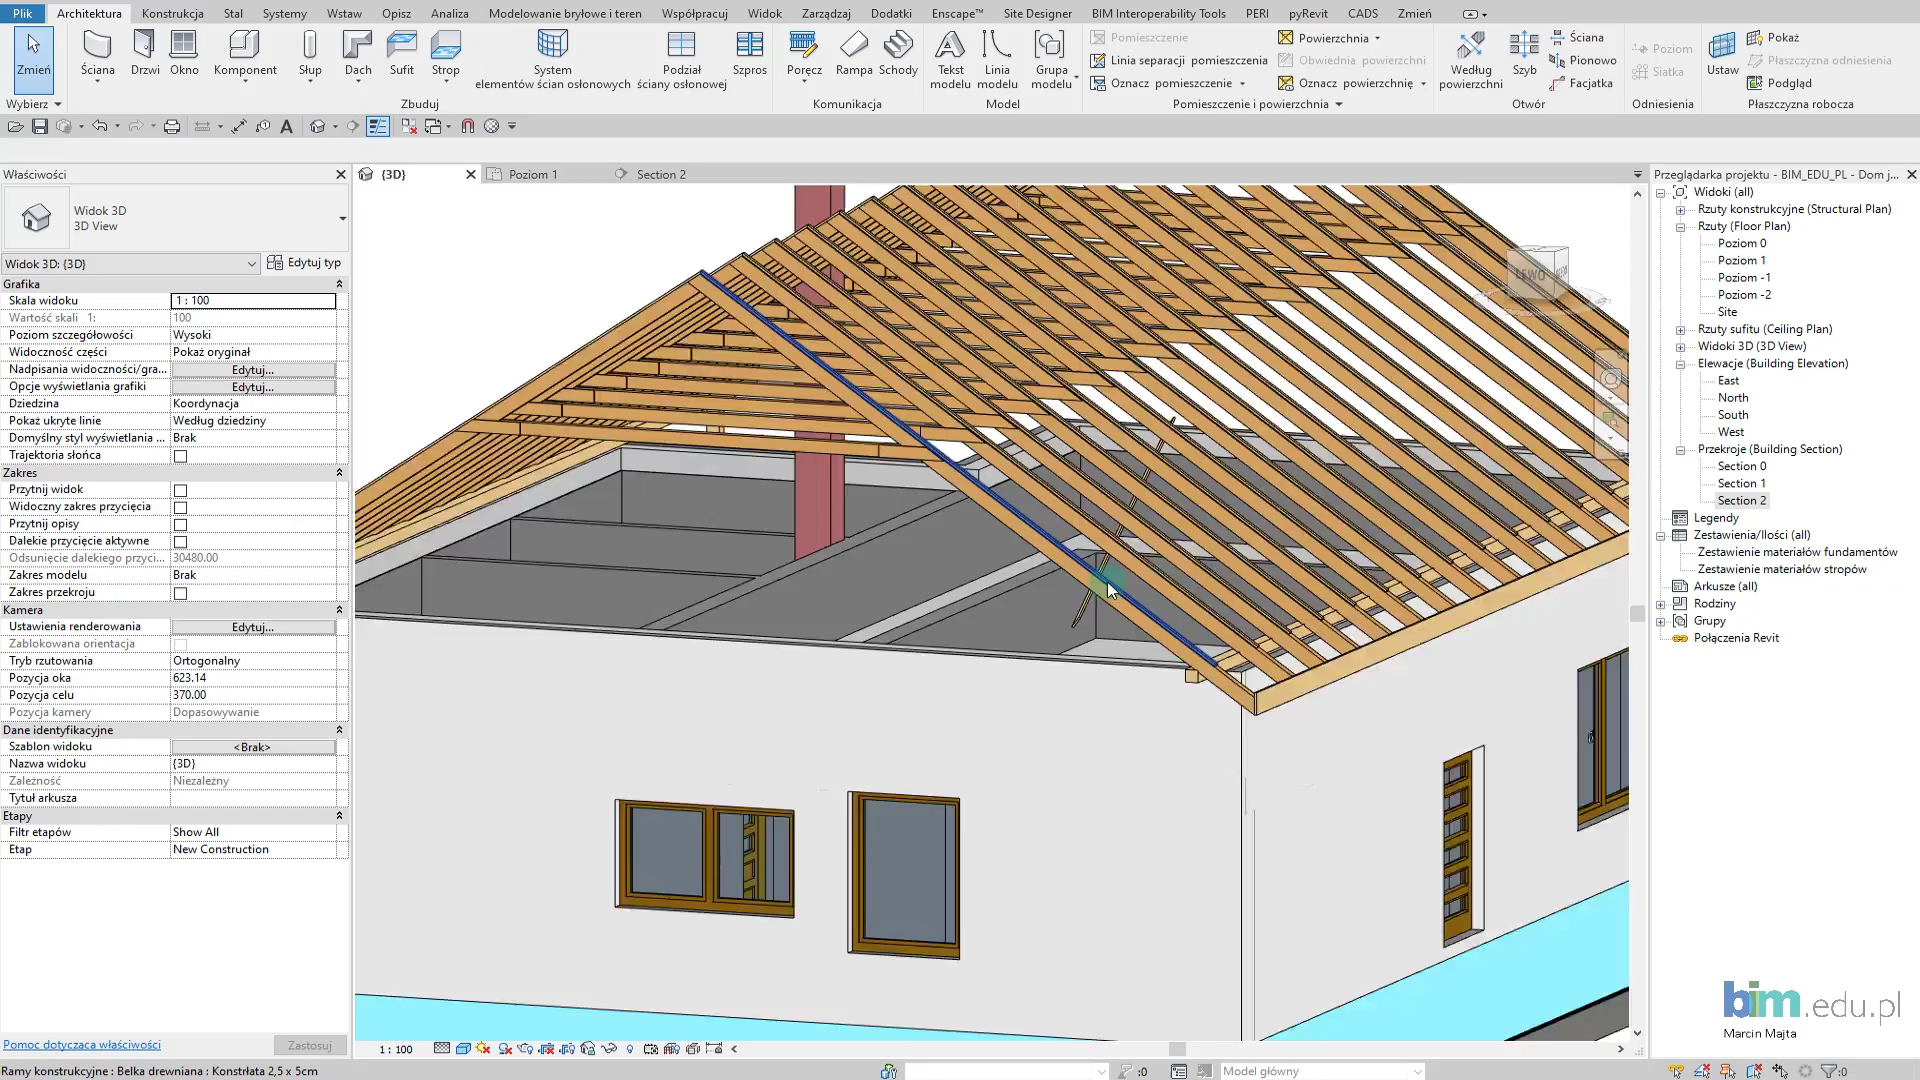 Plik Architektura Konstrukcja Stal Systemy Wstaw Opisz Analiza Modelowanie bryłowe i teren Współpracuj Widok Zarządzaj Dodatki Enscape™ Site Designer BIM Interoperability Tools PERI pyRevit CADS Zmień
Zmień Ściana Drzwi Okno Komponent Słup Dach Sufit Strop System elementów ścian osłonowych Podział ściany osłonowej Szpros Poręcz Rampa Schody Tekst modelu Linia modelu Grupa modelu
Pomieszczenie
Linia separacji pomieszczenia
Oznacz pomieszczenie
Powierzchnia
Obwiednia powierzchni
Oznacz powierzchnię
Według powierzchni Szyb
Ściana
Pionowo
Facjatka
Poziom
Siatka
Ustaw
Pokaż
Płaszczyzna odniesienia
Podgląd
Wybierz Zbuduj Komunikacja Model Pomieszczenie i powierzchnia Otwór Odniesienia Płaszczyzna robocza
Właściwości
Widok 3D
3D View
Widok 3D: {3D} Edytuj typ
Grafika
Skala widoku 1 : 100
Wartość skali 1: 100
Poziom szczegółowości Wysoki
Widoczność części Pokaż oryginał
Nadpisania widoczności/gra... Edytuj...
Opcje wyświetlania grafiki Edytuj...
Dziedzina Koordynacja
Pokaż ukryte linie Według dziedziny
Domyślny styl wyświetlania ... Brak
Trajektoria słońca
Zakres
Przytnij widok
Widoczny zakres przycięcia
Przytnij opisy
Dalekie przycięcie aktywne
Odsunięcie dalekiego przyci... 30480.00
Zakres modelu Brak
Zakres przekroju
Kamera
Ustawienia renderowania Edytuj...
Zablokowana orientacja
Tryb rzutowania Ortogonalny
Pozycja oka 623.14
Pozycja celu 370.00
Pozycja kamery Dopasowywanie
Dane identyfikacyjne
Szablon widoku <Brak>
Nazwa widoku {3D}
Zależność Niezależny
Tytuł arkusza
Etapy
Filtr etapów Show All
Etap New Construction
Pomoc dotycząca właściwości Zastosuj
{3D} Poziom 1 Section 2
LEWO
1 : 100
Przeglądarka projektu - BIM_EDU_PL - Dom j...
Widoki (all)
Rzuty konstrukcyjne (Structural Plan)
Rzuty (Floor Plan)
Poziom 0
Poziom 1
Poziom -1
Poziom -2
Site
Rzuty sufitu (Ceiling Plan)
Widoki 3D (3D View)
Elewacje (Building Elevation)
East
North
South
West
Przekroje (Building Section)
Section 0
Section 1
Section 2
Legendy
Zestawienia/Ilości (all)
Zestawienie materiałów fundamentów
Zestawienie materiałów stropów
Arkusze (all)
Rodziny
Grupy
Połączenia Revit
bim.edu.pl
Marcin Majta
Ramy konstrukcyjne : Belka drewniana : Konstrłata 2,5 x 5cm
:0
Model główny
:0